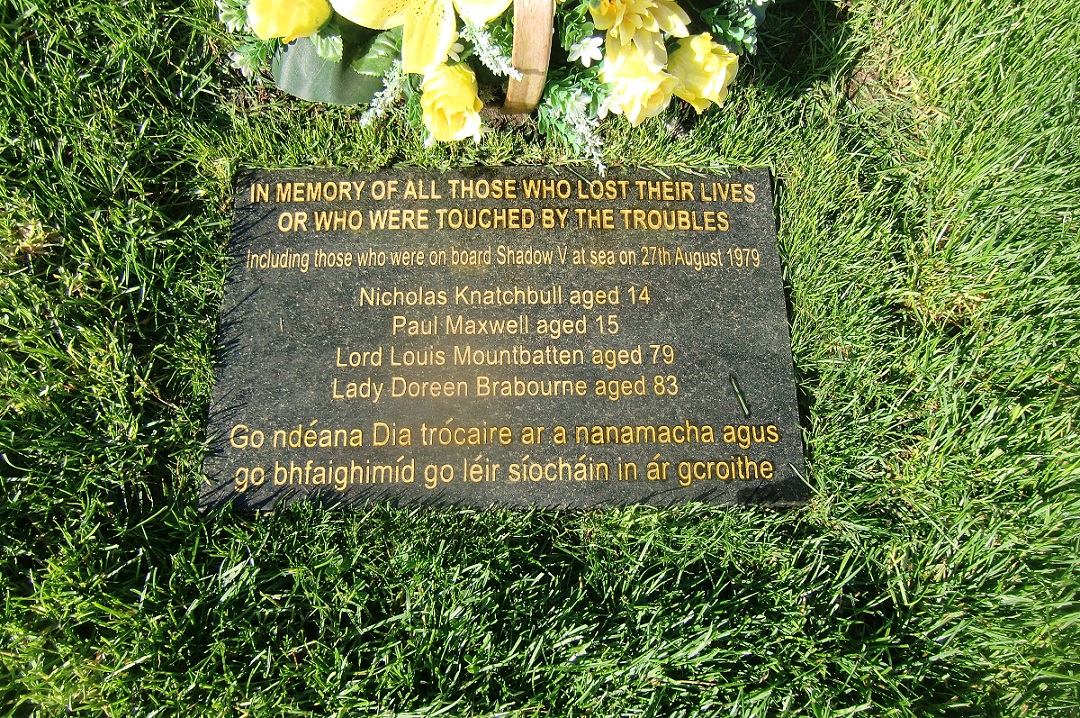 IN MEMORY OF ALL THOSE WHO LOST THEIR LIVES
OR WHO WERE TOUCHED BY THE TROUBLES
Including those who were on board Shadow V at sea on 27th August 1979
Nicholas Knatchbull aged 14
Paul Maxwell aged 15
Lord Louis Mountbatten aged 79
Lady Doreen Brabourne aged 83
Go ndéana Dia trócaire ar a nanamacha agus
go bhfaighimíd go léir síocháin in ár gcroithe